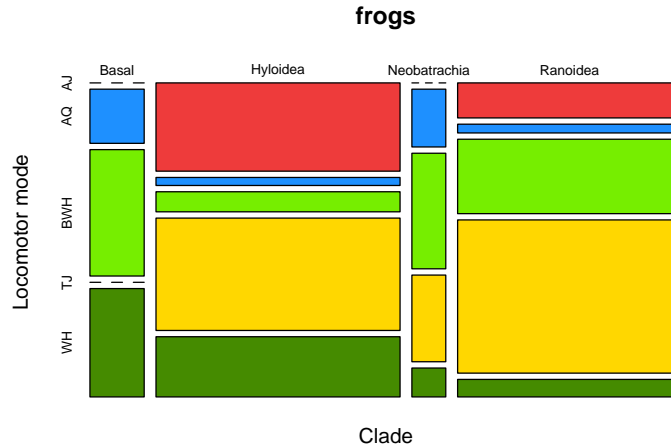 frogs
Basal
Hyloidea
Neobatrachia
Ranoidea
AJ
AQ
BWH
TJ
WH
Locomotor mode
Clade